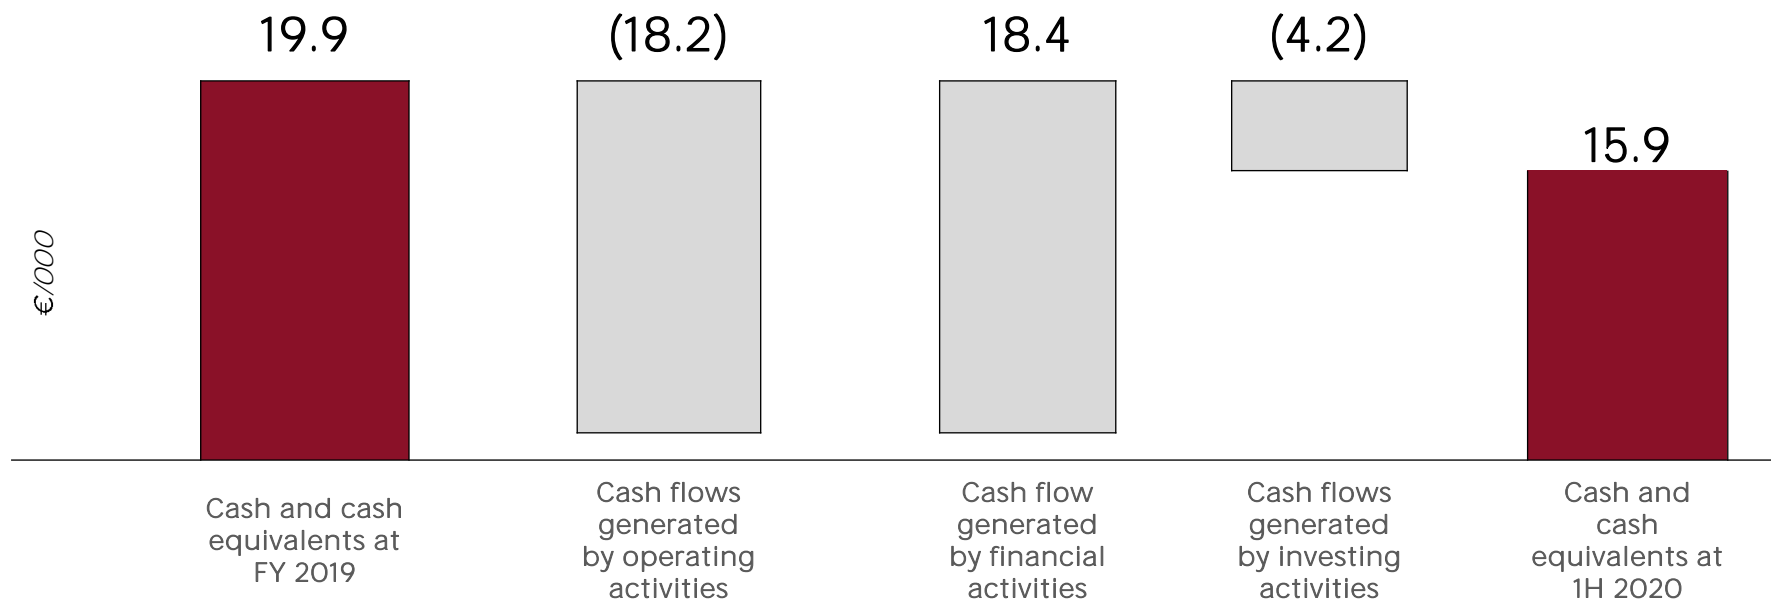 19.9
(18.2)
18.4
(4.2)
15.9
€/000
Cash and cash
equivalents at
FY 2019
Cash flows
generated
by operating
activities
Cash flow
generated
by financial
activities
Cash flows
generated
by investing
activities
Cash and
cash
equivalents at
1H 2020